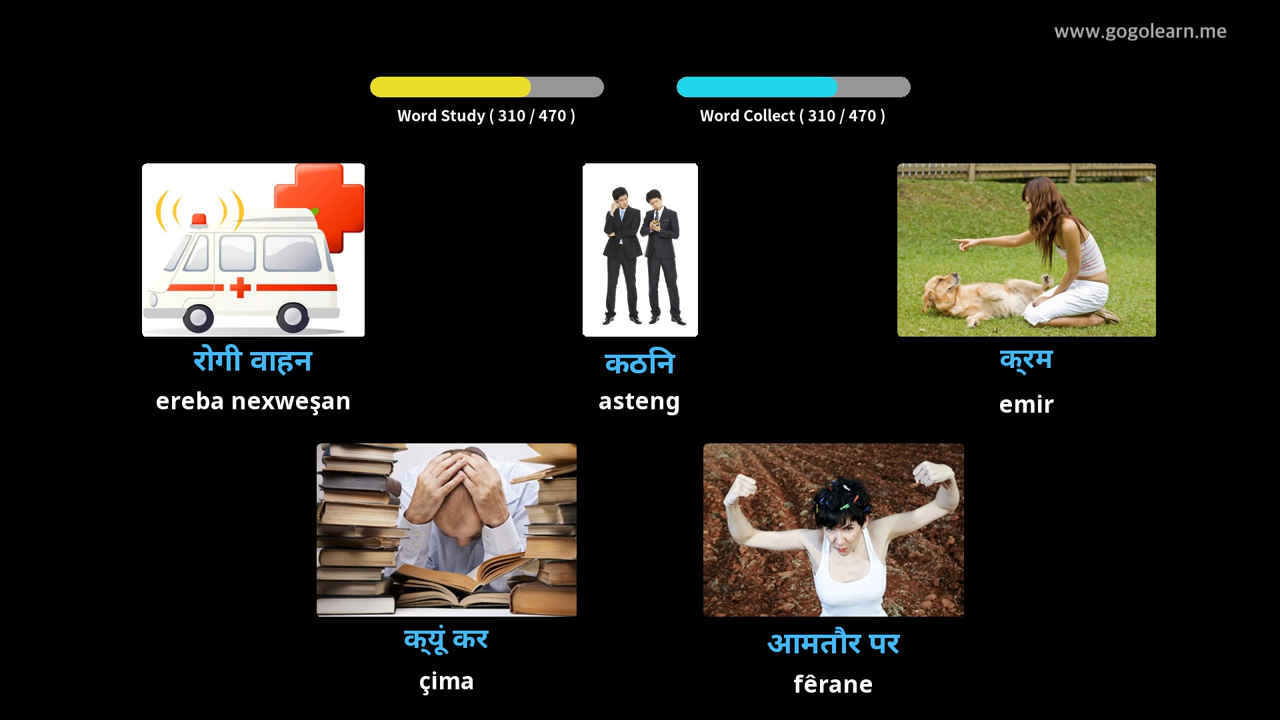 www.gogolearn.me
Word Study ( 310 / 470 )
Word Collect ( 310 / 470 )
रोगी वाहन
ereba nexweşan
कठनि
asteng
क्रम
emir
क्यूं कर
çima
आमतौर पर
fêrane